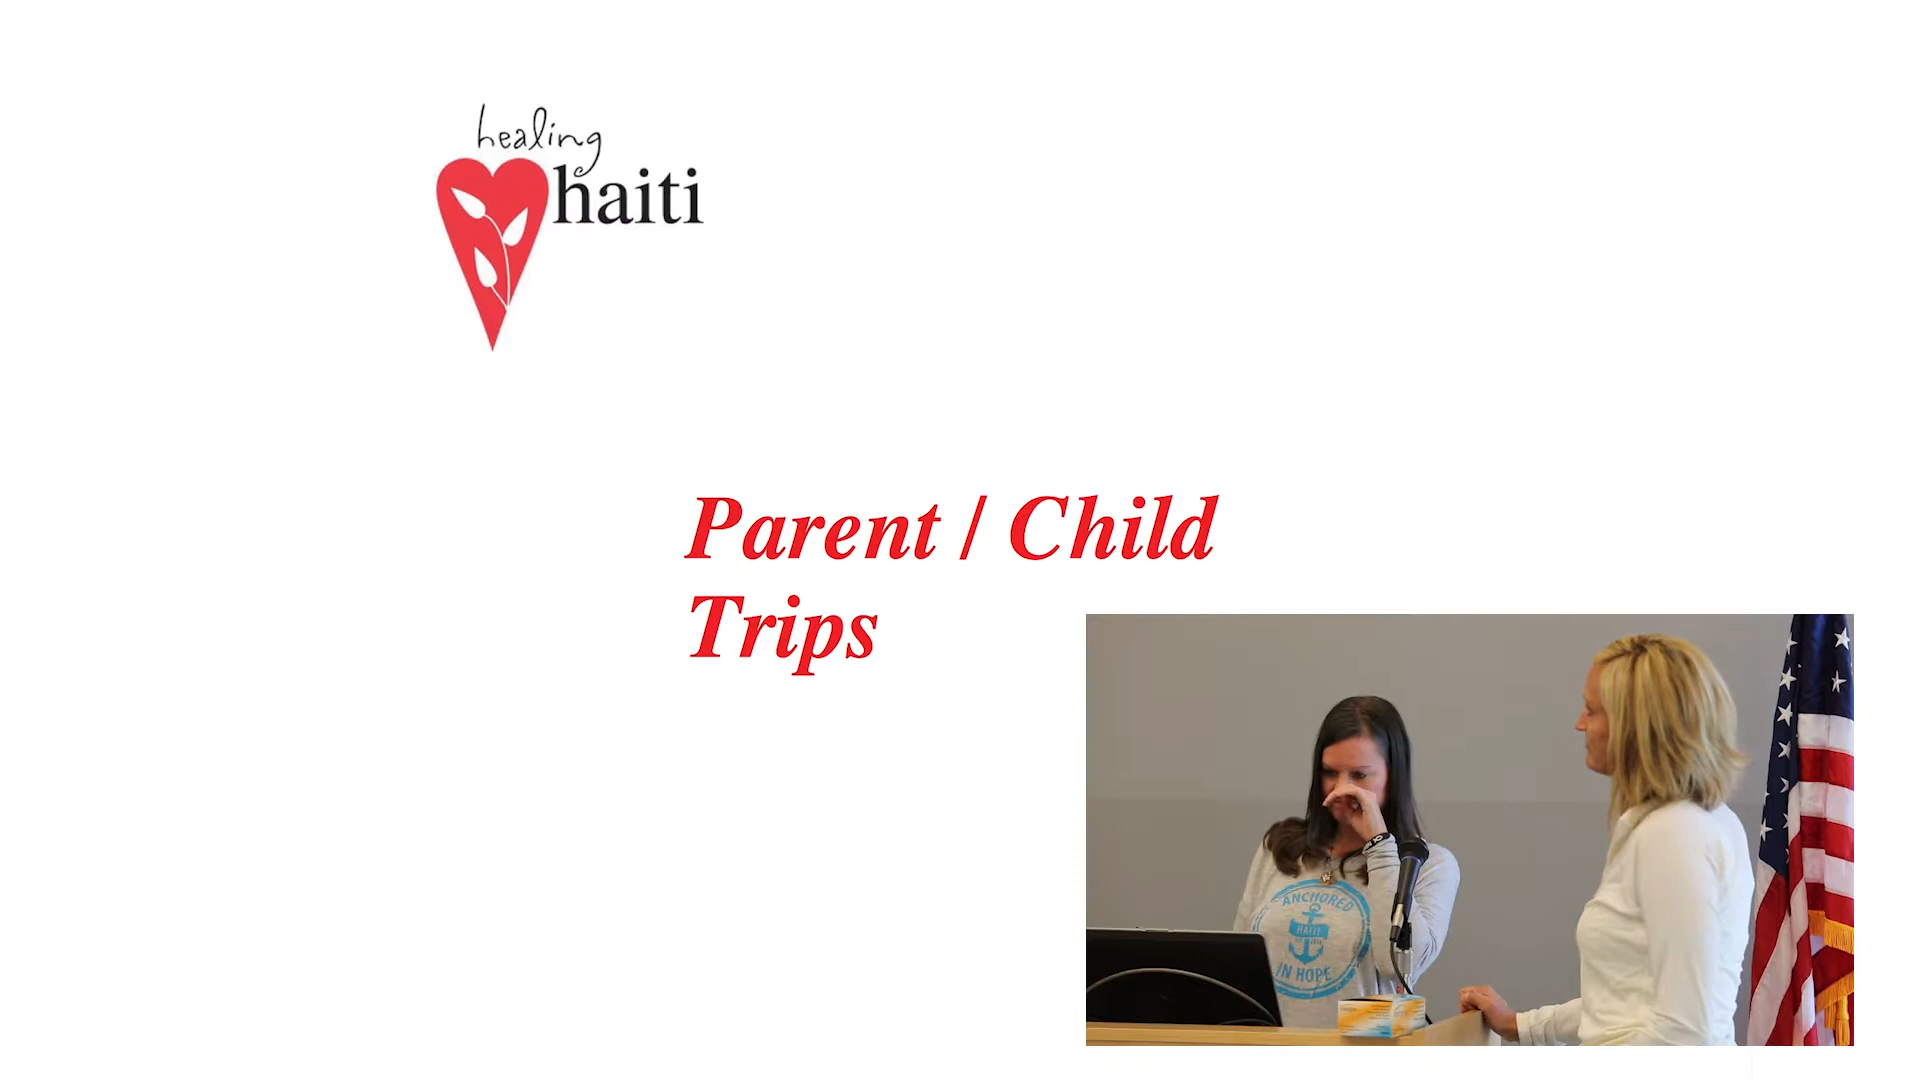 healing
haiti
Parent / Child
Trips
ANCHORED
HAITI
IN HOPE